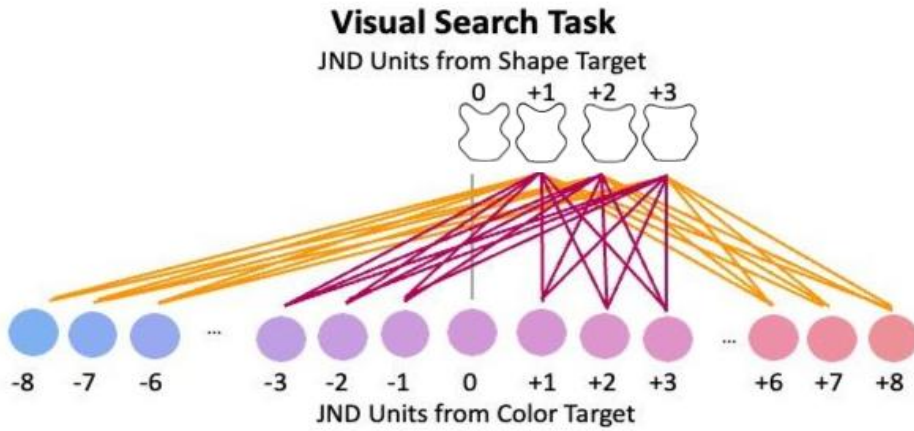 Visual Search Task
JND Units from Shape Target
0 +1 +2 +3
... ...
-8 -7 -6 -3 -2 -1 0 +1 +2 +3 +6 +7 +8
JND Units from Color Target